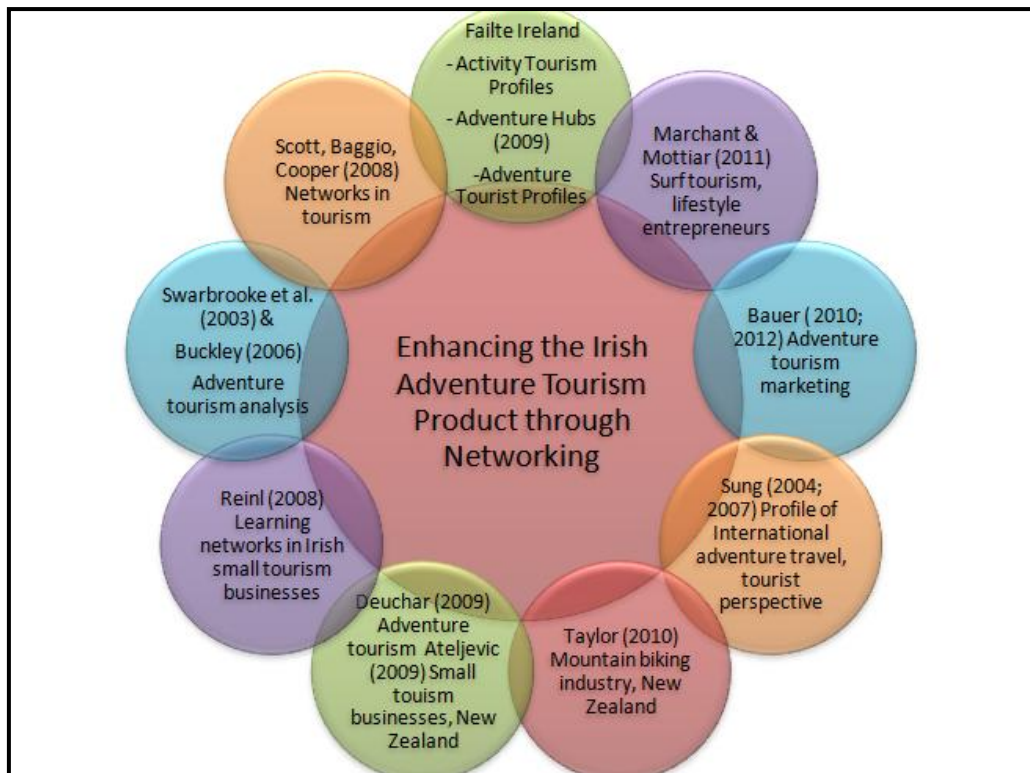 Failte Ireland
- Activity Tourism
Profiles
- Adventure Hubs
(2009)
-Adventure
Tourist Profiles
Marchant &
Mottiar (2011)
Surf tourism,
lifestyle
entrepreneurs
Bauer ( 2010;
2012) Adventure
tourism
marketing
Sung (2004;
2007) Profile of
International
adventure travel,
tourist
perspective
Taylor (2010)
Mountain biking
industry, New
Zealand
Deuchar (2009)
Adventure
tourism Ateljevic
(2009) Small
touism
businesses, New
Zealand
Reinl (2008)
Learning
networks in Irish
small tourism
businesses
Swarbrooke et al.
(2003) &
Buckley (2006)
Adventure
tourism analysis
Scott, Baggio,
Cooper (2008)
Networks in
tourism
Enhancing the Irish
Adventure Tourism
Product through
Networking